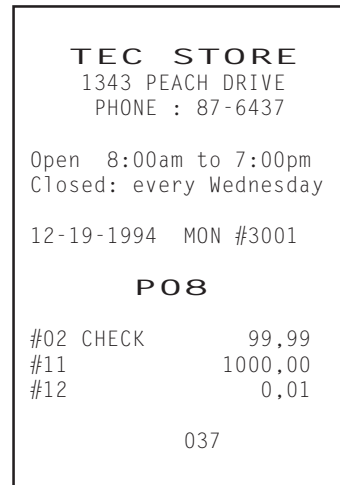 TEC STORE
1343 PEACH DRIVE
PHONE : 87-6437
Open 8:00am to 7:00pm
Closed: every Wednesday
12-19-1994 MON #3001
P08
#02 CHECK 99,99
#11 1000,00
#12 0,01
037